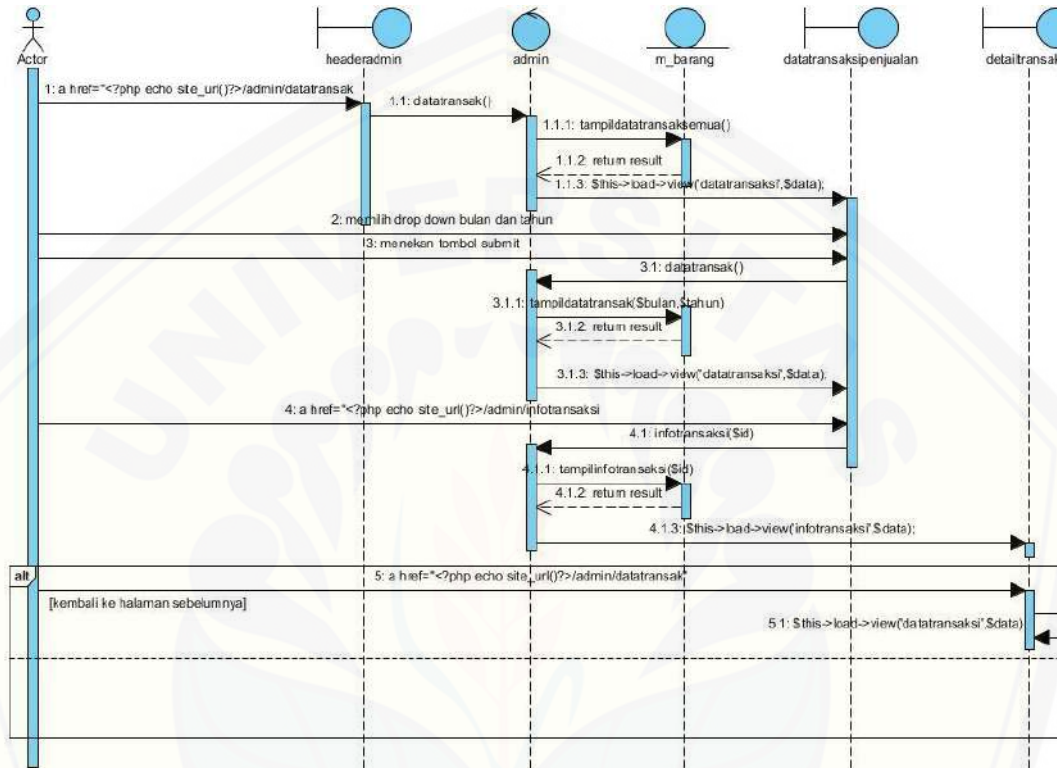 Actor
headeradmin
admin
m_barang
datatransaksipenjualan
detailtransak
1: a href="<?php echo site_url()?>/admin/datatransak
1.1: datatransak()
1.1.1: tampildatatransaksemua()
1.1.2: return result
1.1.3: $this->load->view('datatransaksi',$data);
2: memilih drop down bulan dan tahun
3: menekan tombol submit
3.1: datatransak()
3.1.1: tampildatatransak($bulan,$tahun)
3.1.2: return result
3.1.3: $this->load->view('datatransaksi',$data);
4: a href="<?php echo site_url()?>/admin/infotransaksi
4.1: infotransaksi($id)
4.1.1: tampilinfotransaksi($id)
4.1.2: return result
4.1.3: $this->load->view('infotransaksi',$data);
alt
5: a href="<?php echo site_url()?>/admin/datatransak"
[kembali ke halaman sebelumnya]
5.1: $this->load->view('datatransaksi',$data)
UNIVERSITAS